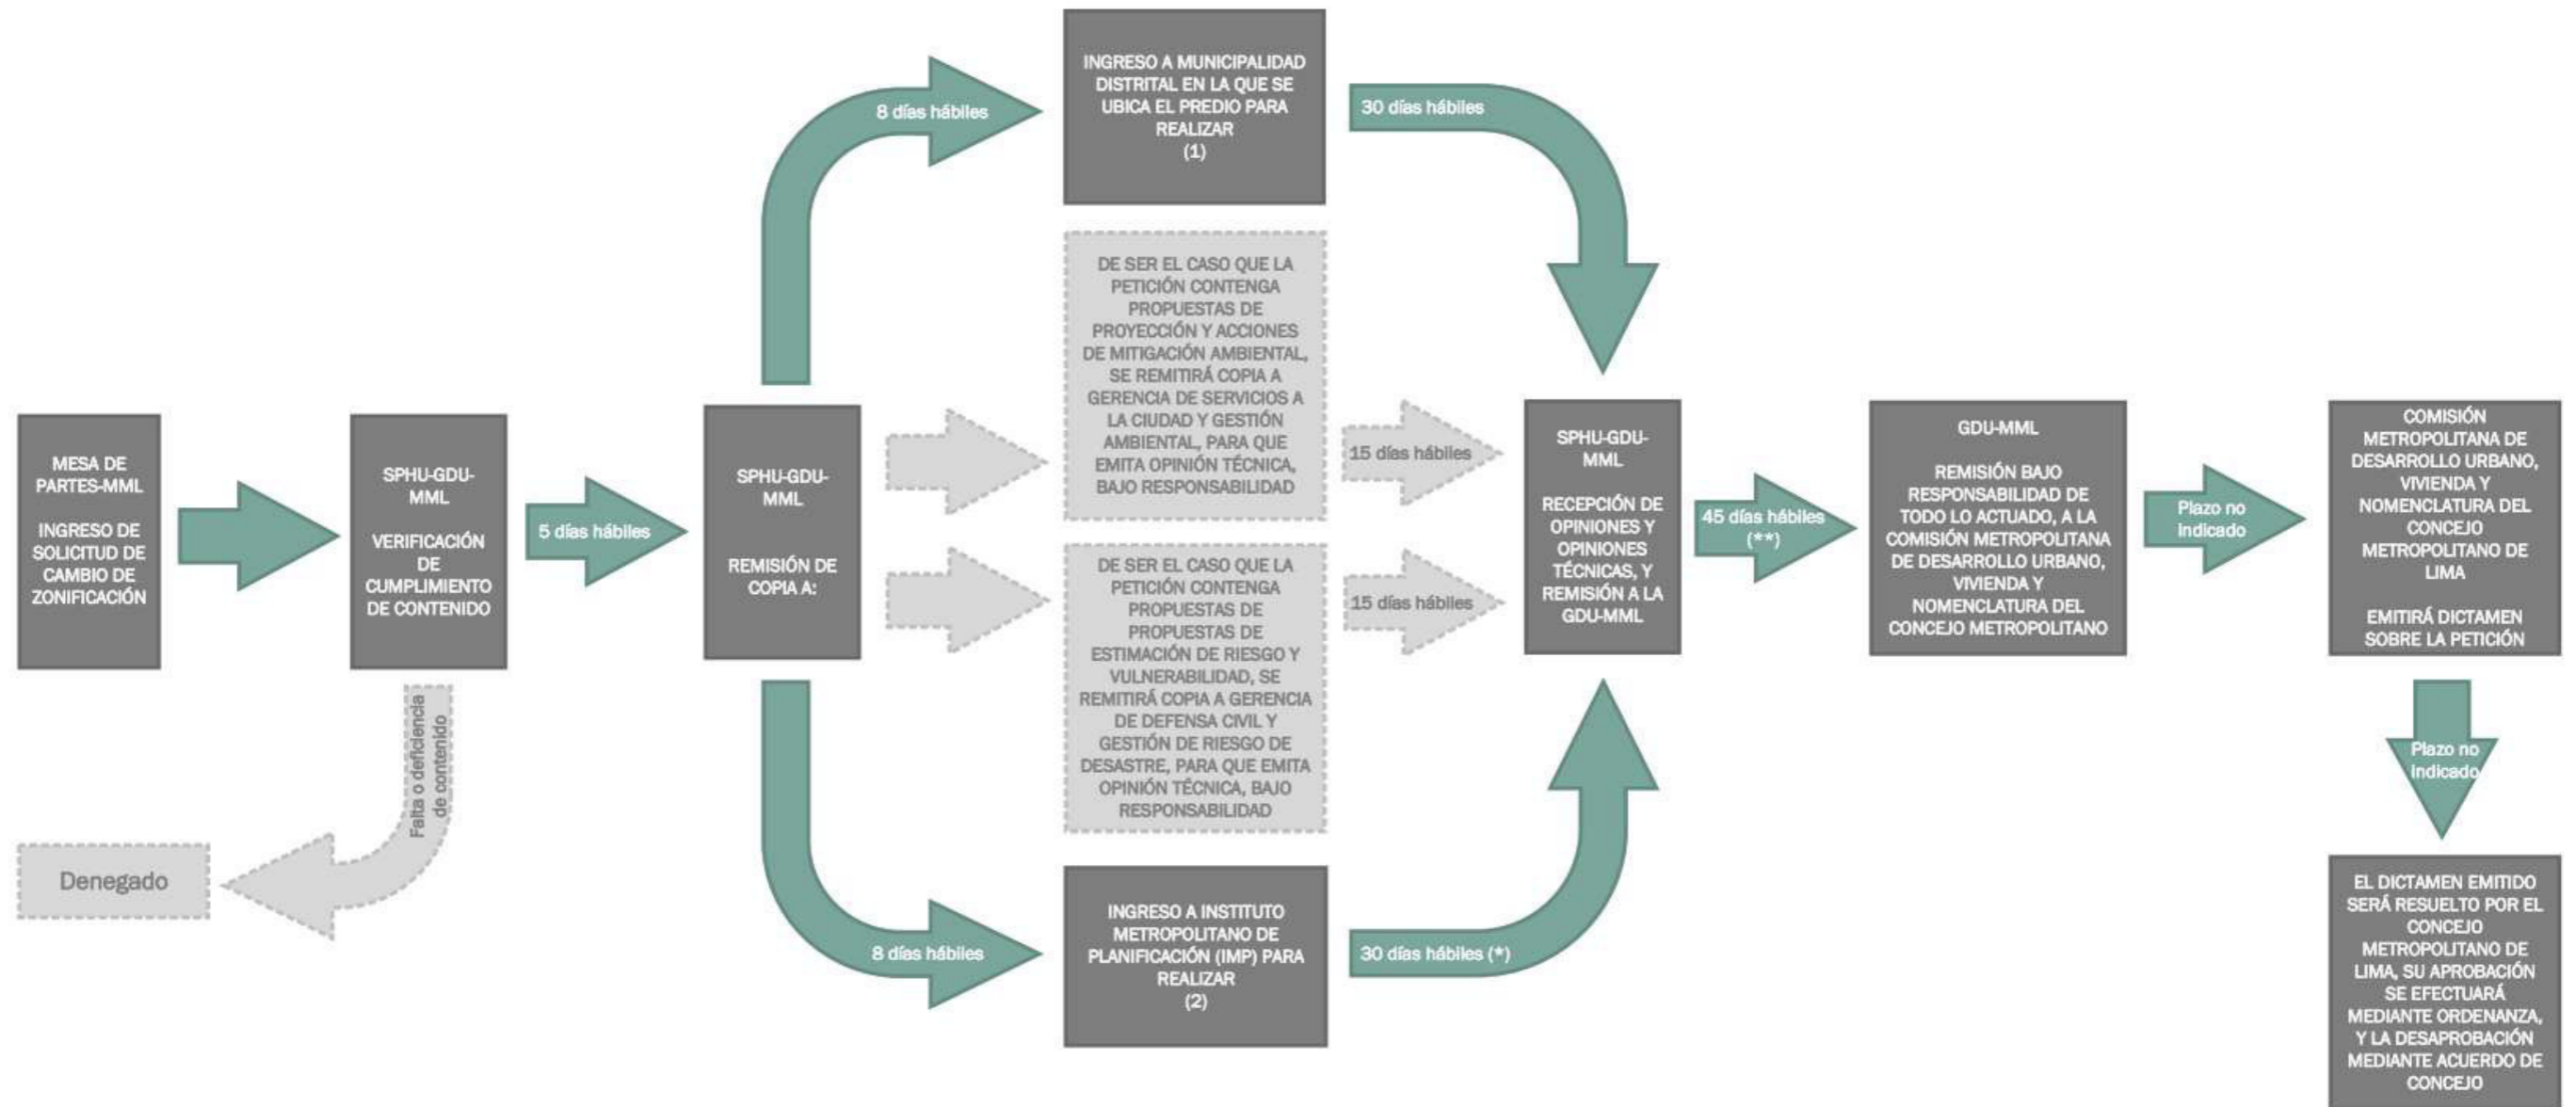 MESA DE
PARTES-MML
INGRESO DE
SOLICITUD DE
CAMBIO DE
ZONIFICACIÓN
SPHU-GDU-
MML
VERIFICACIÓN
DE
CUMPLIMIENTO
DE CONTENIDO
Falta o deficiencia
de contenido
Denegado
5 días hábiles
SPHU-GDU-
MML
REMISIÓN DE
COPIA A:
8 días hábiles
INGRESO A MUNICIPALIDAD
DISTRITAL EN LA QUE SE
UBICA EL PREDIO PARA
REALIZAR
(1)
30 días hábiles
DE SER EL CASO QUE LA
PETICIÓN CONTENGA
PROPUESTAS DE
PROYECCIÓN Y ACCIONES
DE MITIGACIÓN AMBIENTAL,
SE REMITIRÁ COPIA A
GERENCIA DE SERVICIOS A
LA CIUDAD Y GESTIÓN
AMBIENTAL, PARA QUE
EMITA OPINIÓN TÉCNICA,
BAJO RESPONSABILIDAD
15 días hábiles
DE SER EL CASO QUE LA
PETICIÓN CONTENGA
PROPUESTAS DE
PROPUESTAS DE
ESTIMACIÓN DE RIESGO Y
VULNERABILIDAD, SE
REMITIRÁ COPIA A GERENCIA
DE DEFENSA CIVIL Y
GESTIÓN DE RIESGO DE
DESASTRE, PARA QUE EMITA
OPINIÓN TÉCNICA, BAJO
RESPONSABILIDAD
15 días hábiles
8 días hábiles
INGRESO A INSTITUTO
METROPOLITANO DE
PLANIFICACIÓN (IMP) PARA
REALIZAR
(2)
30 días hábiles (*)
SPHU-GDU-
MML
RECEPCIÓN DE
OPINIONES Y
OPINIONES
TÉCNICAS, Y
REMISIÓN A LA
GDU-MML
45 días hábiles
(**)
GDU-MML
REMISIÓN BAJO
RESPONSABILIDAD DE
TODO LO ACTUADO, A LA
COMISIÓN METROPOLITANA
DE DESARROLLO URBANO,
VIVIENDA Y
NOMENCLATURA DEL
CONCEJO METROPOLITANO
Plazo no
Indicado
COMISIÓN
METROPOLITANA DE
DESARROLLO URBANO,
VIVIENDA Y
NOMENCLATURA DEL
CONCEJO
METROPOLITANO DE
LIMA
EMITIRÁ DICTAMEN
SOBRE LA PETICIÓN
Plazo no
Indicado
EL DICTAMEN EMITIDO
SERÁ RESUELTO POR EL
CONCEJO
METROPOLITANO DE
LIMA, SU APROBACIÓN
SE EFECTUARÁ
MEDIANTE ORDENANZA,
Y LA DESAPROBACIÓN
MEDIANTE ACUERDO DE
CONCEJO